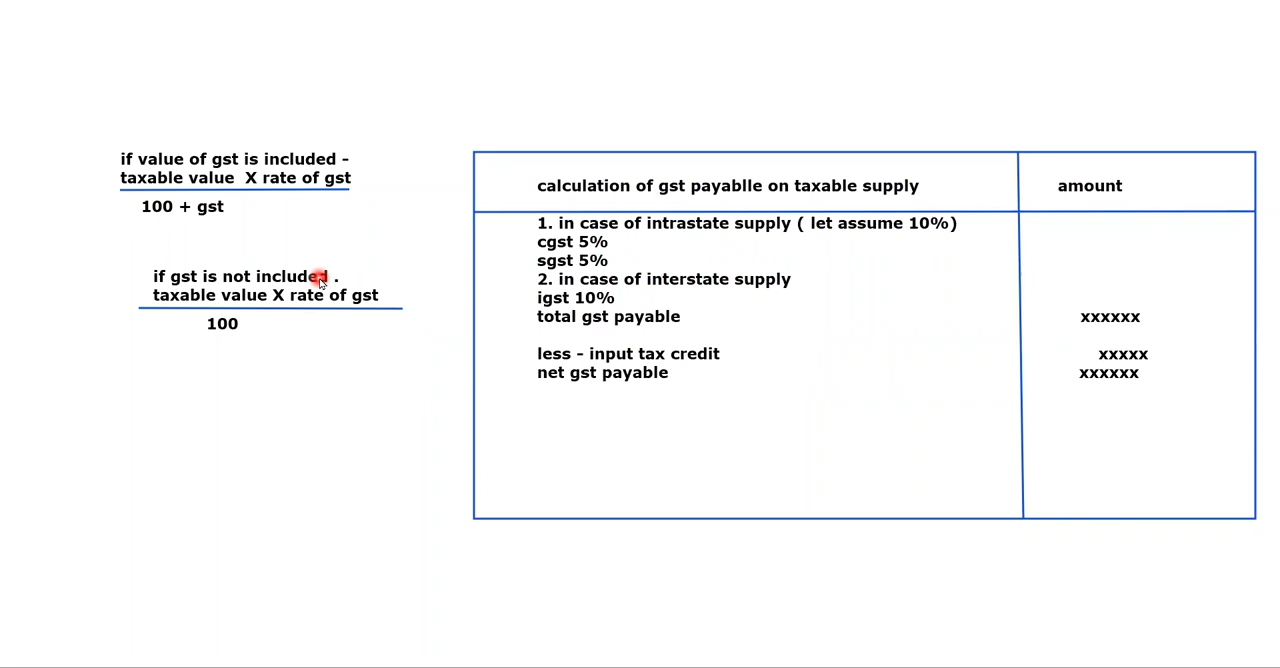 if value of gst is included -
taxable value X rate of gst
100 + gst
if gst is not included .
taxable value X rate of gst
100
calculation of gst payablle on taxable supply
amount
1. in case of intrastate supply ( let assume 10%)
cgst 5%
sgst 5%
2. in case of interstate supply
igst 10%
total gst payable xxxxxx
less - input tax credit xxxxx
net gst payable xxxxxx